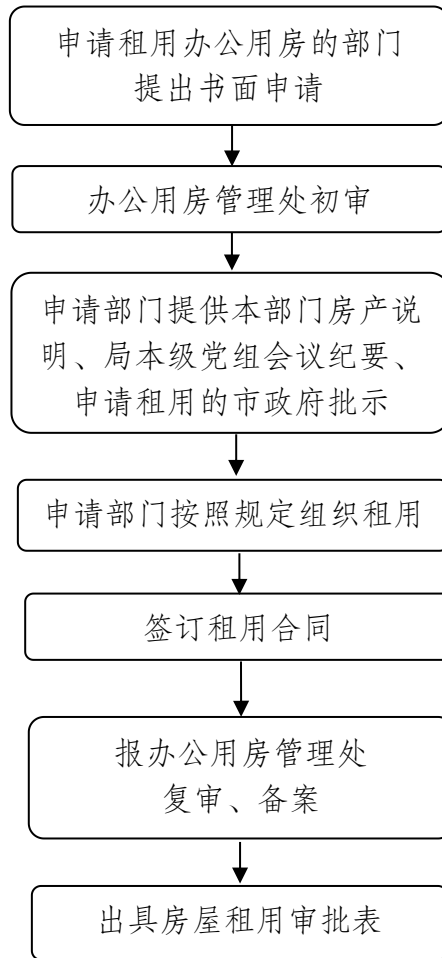 申请租用办公用房的部门
提出书面申请
办公用房管理处初审
申请部门提供本部门房产说
明、局本级党组会议纪要、
申请租用的市政府批示
申请部门按照规定组织租用
签订租用合同
报办公用房管理处
复审、备案
出具房屋租用审批表